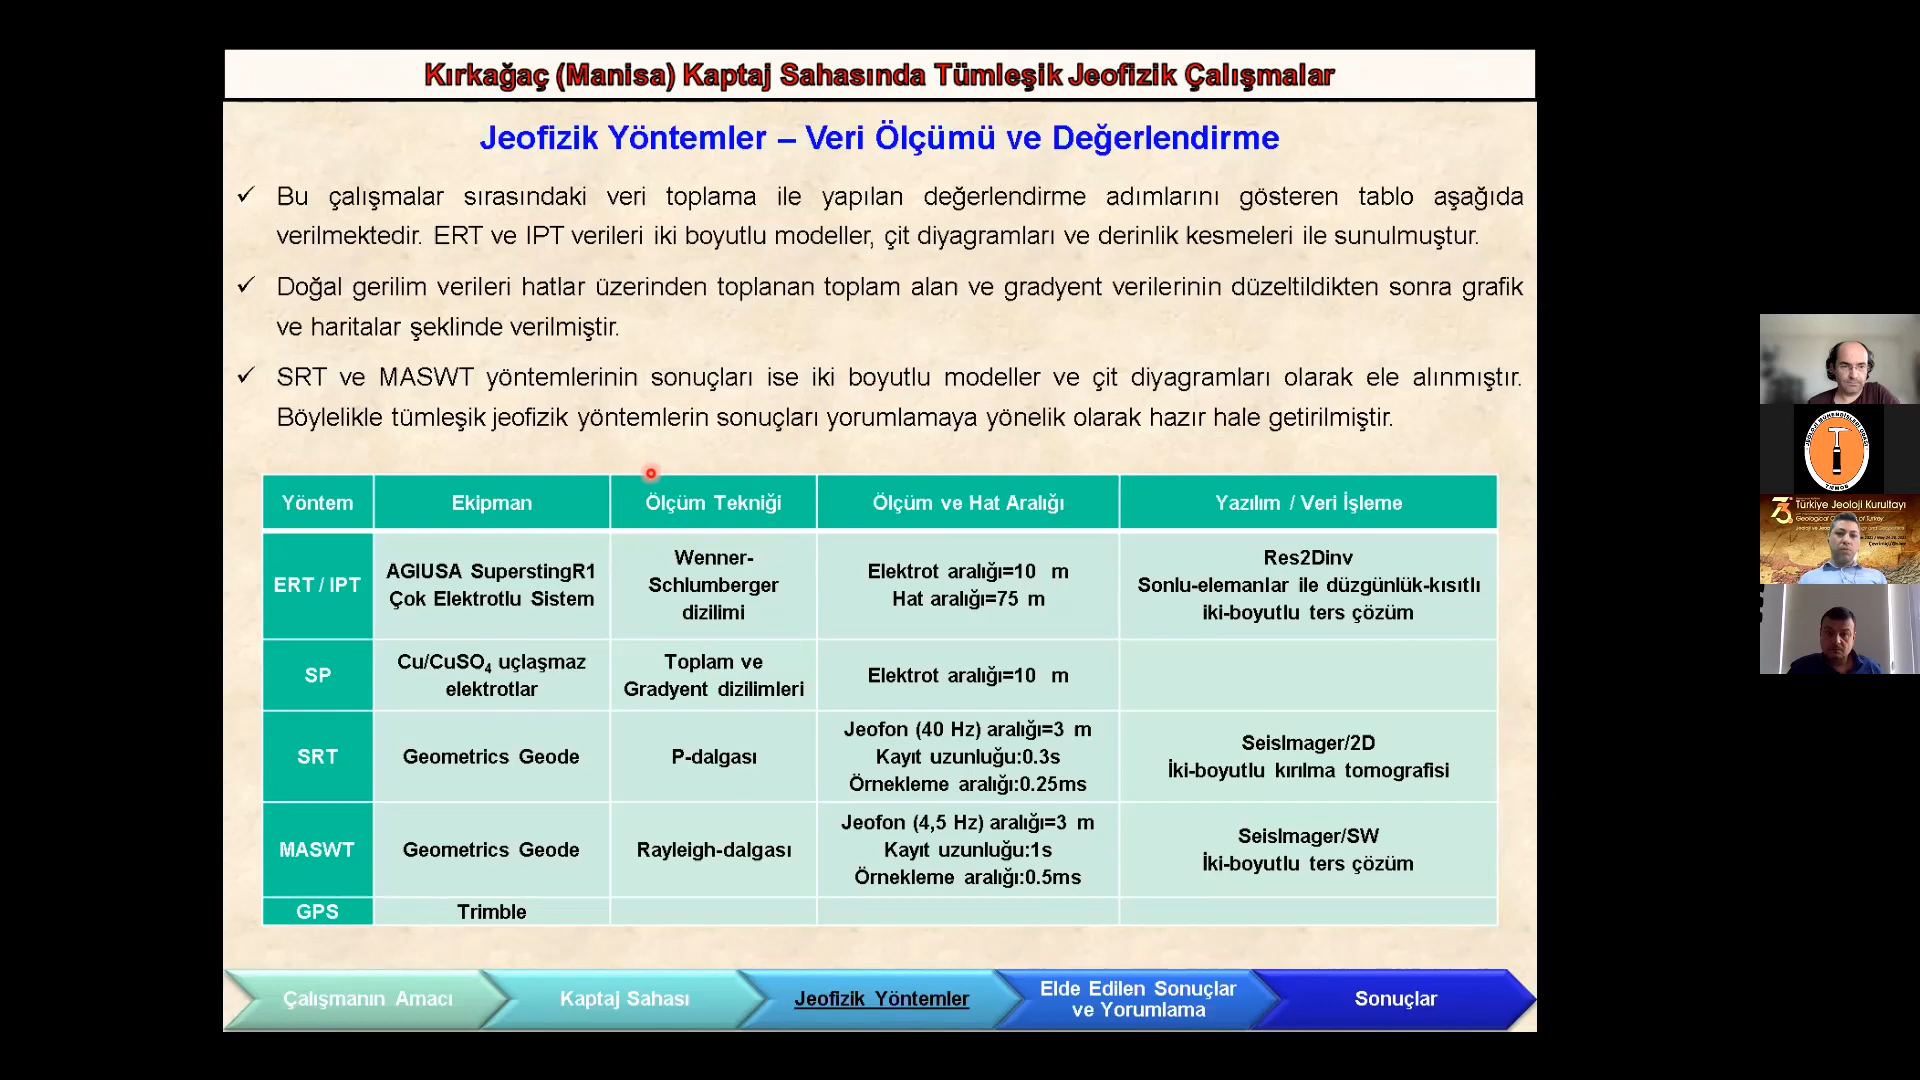 Kırkağaç (Manisa) Kaptaj Sahasında Tümleşik Jeofizik Çalışmalar
Jeofizik Yöntemler – Veri Ölçümü ve Değerlendirme
✓ Bu çalışmalar sırasındaki veri toplama ile yapılan değerlendirme adımlarını gösteren tablo aşağıda
verilmektedir. ERT ve IPT verileri iki boyutlu modeller, çit diyagramları ve derinlik kesmeleri ile sunulmuştur.
✓ Doğal gerilim verileri hatlar üzerinden toplanan toplam alan ve gradyent verilerinin düzeltildikten sonra grafik
ve haritalar şeklinde verilmiştir.
✓ SRT ve MASWT yöntemlerinin sonuçları ise iki boyutlu modeller ve çit diyagramları olarak ele alınmıştır.
Böylelikle tümleşik jeofizik yöntemlerin sonuçları yorumlamaya yönelik olarak hazır hale getirilmiştir.
Yöntem
Ekipman
Ölçüm Tekniği
Ölçüm ve Hat Aralığı
Yazılım / Veri İşleme
ERT / IPT
AGIUSA SuperstingR1
Çok Elektrotlu Sistem
Wenner-
Schlumberger
dizilimi
Elektrot aralığı=10 m
Hat aralığı=75 m
Res2Dinv
Sonlu-elemanlar ile düzgünlük-kısıtlı
iki-boyutlu ters çözüm
SP
Cu/CuSO4 uçlaşmaz
elektrotlar
Toplam ve
Gradyent dizilimleri
Elektrot aralığı=10 m
SRT
Geometrics Geode
P-dalgası
Jeofon (40 Hz) aralığı=3 m
Kayıt uzunluğu:0.3s
Örnekleme aralığı:0.25ms
SeisImager/2D
İki-boyutlu kırılma tomografisi
MASWT
Geometrics Geode
Rayleigh-dalgası
Jeofon (4,5 Hz) aralığı=3 m
Kayıt uzunluğu:1s
Örnekleme aralığı:0.5ms
SeisImager/SW
İki-boyutlu ters çözüm
GPS
Trimble
Çalışmanın Amacı
Kaptaj Sahası
Jeofizik Yöntemler
Elde Edilen Sonuçlar
ve Yorumlama
Sonuçlar
TMMOB
73.
Türkiye Jeoloji Kurultayı